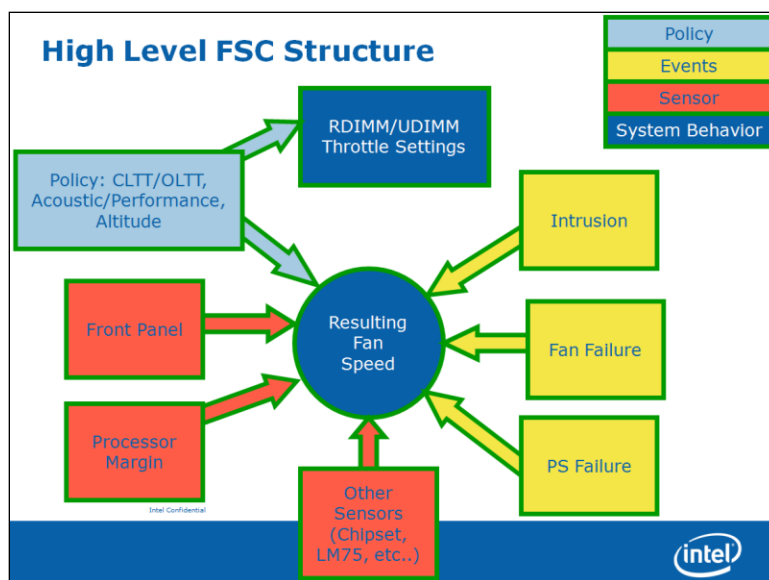 High Level FSC Structure
Policy
Events
Sensor
System Behavior
RDIMM/UDIMM
Throttle Settings
Policy: CLTT/OLTT,
Acoustic/Performance,
Altitude
Intrusion
Front Panel
Resulting
Fan
Speed
Fan Failure
Processor
Margin
PS Failure
Other
Sensors
(Chipset,
LM75, etc..)
Intel Confidential
intel